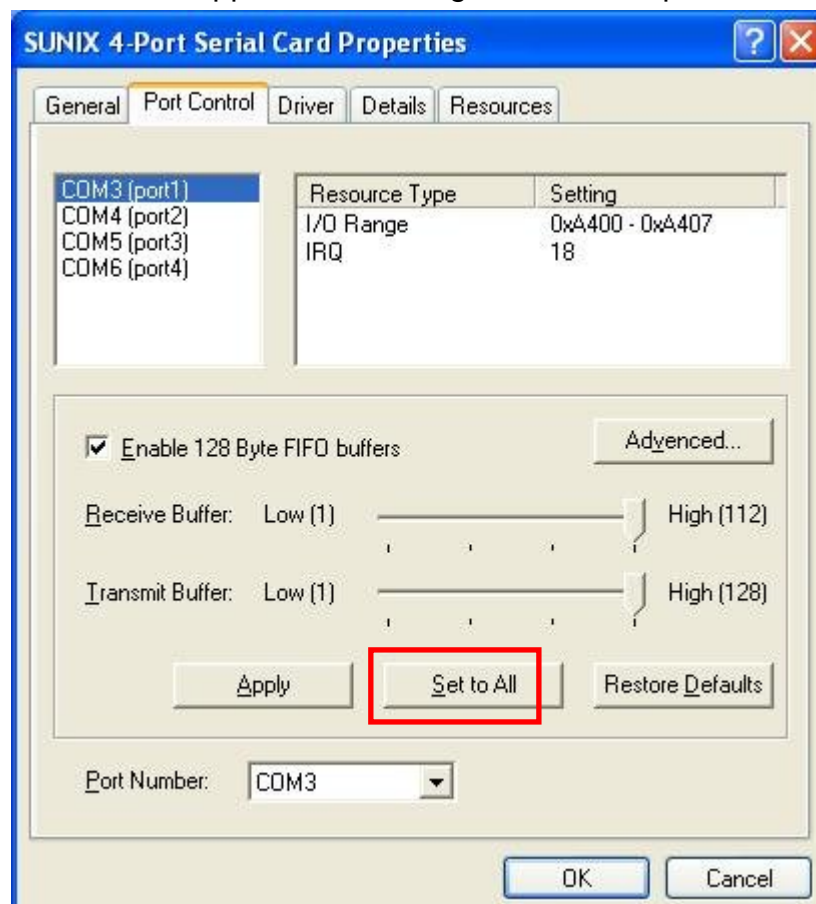 SUNIX 4-Port Serial Card Properties
General Port Control Driver Details Resources
COM3 (port1)
COM4 (port2)
COM5 (port3)
COM6 (port4)
Resource Type Setting
I/O Range 0xA400 - 0xA407
IRQ 18
Enable 128 Byte FIFO buffers
Advenced...
Receive Buffer: Low (1) High (112)
Transmit Buffer: Low (1) High (128)
Apply Set to All Restore Defaults
Port Number: COM3
OK Cancel